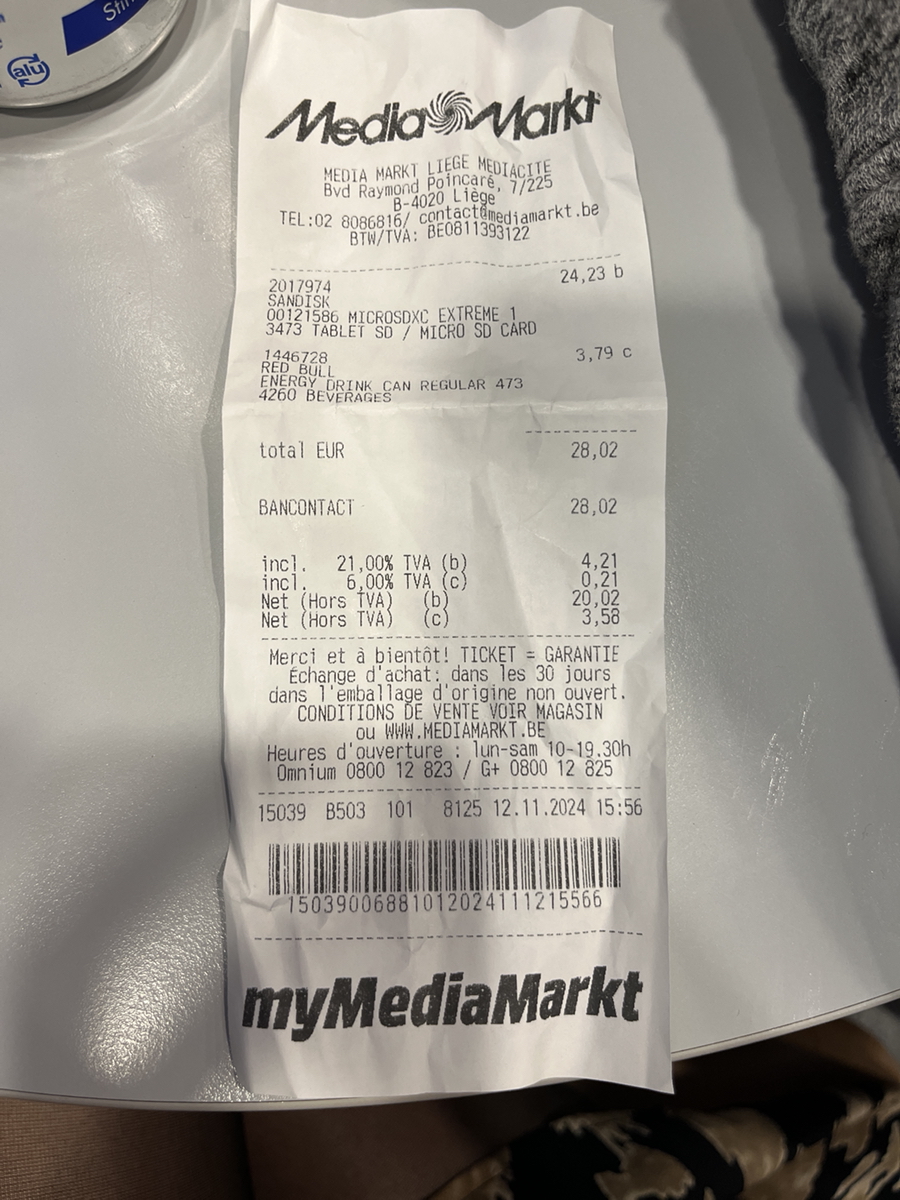 alu
MediaMarkt
MEDIA MARKT LIEGE MEDIACITE
Bvd Raymond Poincaré, 7/225
B-4020 Liège
TEL:02 8086816/ contact@mediamarkt.be
BTW/TVA: BE0811393122
2017974 24,23 b
SANDISK
00121586 MICROSDXC EXTREME 1
3473 TABLET SD / MICRO SD CARD
1446728 3,79 c
RED BULL
ENERGY DRINK CAN REGULAR 473
4260 BEVERAGES
total EUR 28,02
BANCONTACT 28,02
incl. 21,00% TVA (b) 4,21
incl. 6,00% TVA (c) 0,21
Net (Hors TVA) (b) 20,02
Net (Hors TVA) (c) 3,58
Merci et à bientôt! TICKET = GARANTIE
Échange d'achat: dans les 30 jours
dans l'emballage d'origine non ouvert.
CONDITIONS DE VENTE VOIR MAGASIN
ou WWW.MEDIAMARKT.BE
Heures d'ouverture : lun-sam 10-19.30h
Omnium 0800 12 823 / G+ 0800 12 825
15039 B503 101 8125 12.11.2024 15:56
15039006881012024111215566
myMediaMarkt